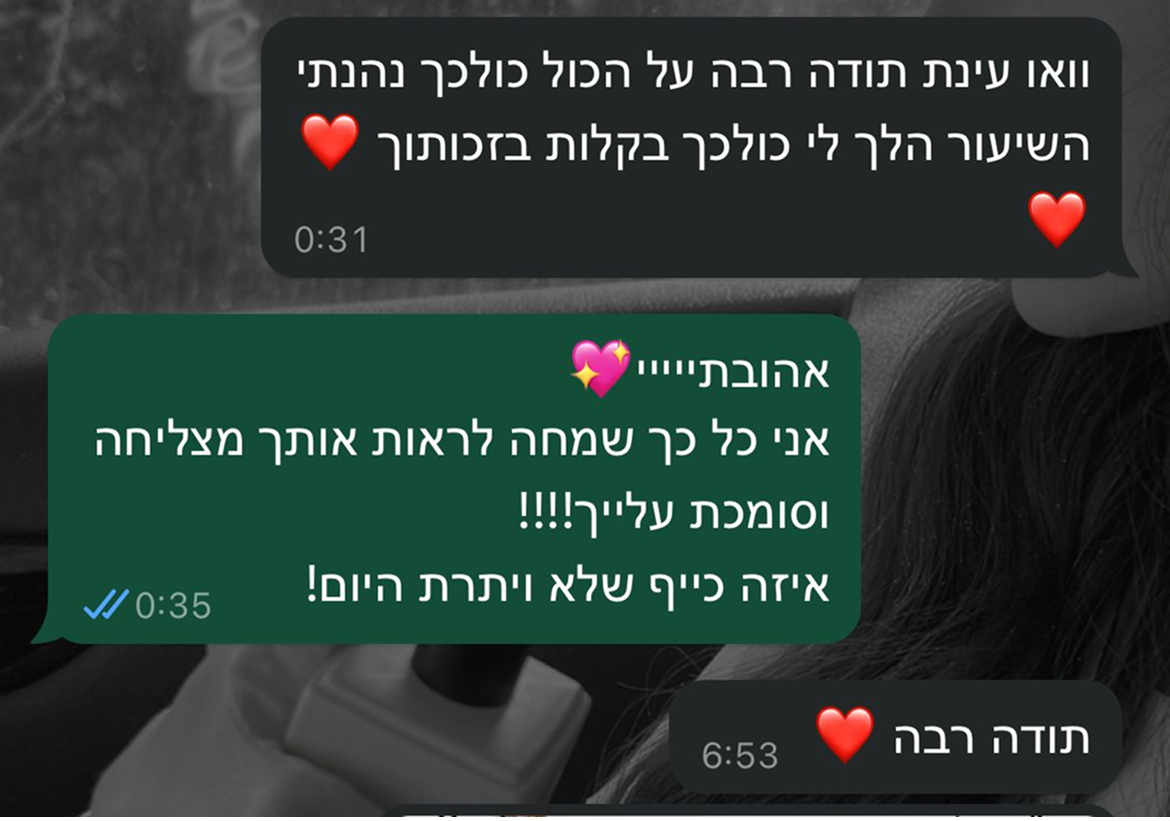 וואו עינת תודה רבה על הכול כולכך נהנתי
השיעור הלך לי כולכך בקלות בזכותוך ❤️
❤️
0:31
אהובתייייי💖
אני כל כך שמחה לראות אותך מצליחה
וסומכת עלייך!!!!
איזה כייף שלא ויתרת היום!
0:35
תודה רבה ❤️
6:53